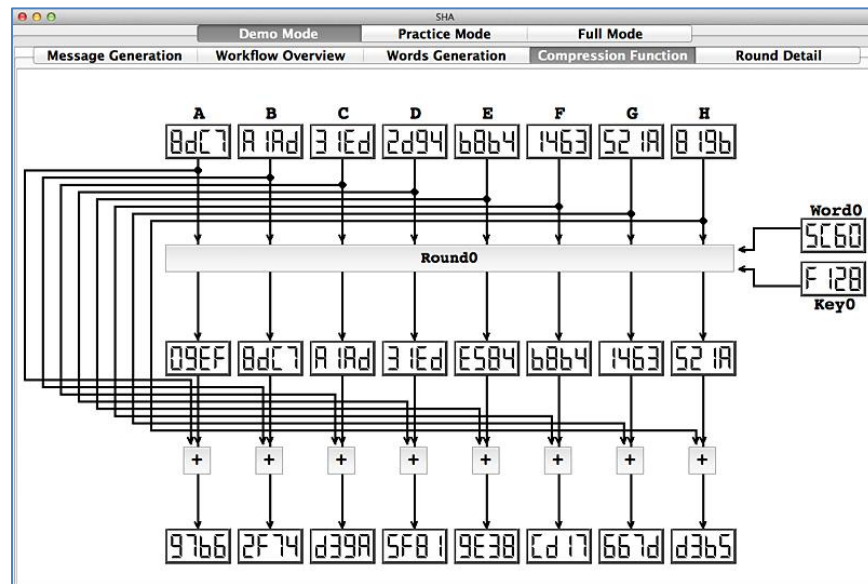 SHA
Demo Mode Practice Mode Full Mode
Message Generation Workflow Overview Words Generation Compression Function Round Detail
A B C D E F G H
8dC7 A1Ad 31Ed 2d94 b8b4 1463 521A 819b
Word0
5C60
Round0
F128
Key0
09EF 8dC7 A1Ad 31Ed E584 b8b4 1463 521A
+ + + + + + + +
97b6 2F74 d39A 5F81 9E38 Cd17 667d d3b5